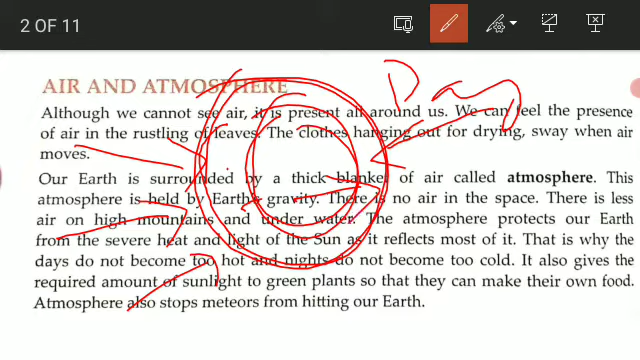 2 OF 11
AIR AND ATMOSPHERE
Although we cannot see air, it is present all around us. We can feel the presence
of air in the rustling of leaves. The clothes hanging out for drying, sway when air
moves.
Our Earth is surrounded by a thick blanket of air called atmosphere. This
atmosphere is held by Earth's gravity. There is no air in the space. There is less
air on high mountains and under water. The atmosphere protects our Earth
from the severe heat and light of the Sun as it reflects most of it. That is why the
days do not become too hot and nights do not become too cold. It also gives the
required amount of sunlight to green plants so that they can make their own food.
Atmosphere also stops meteors from hitting our Earth.